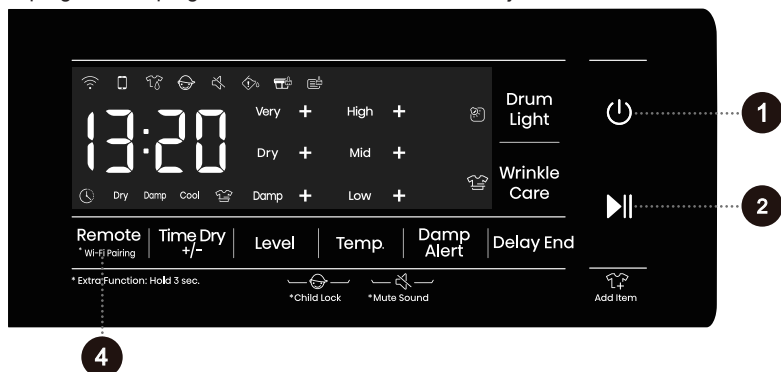 13:20
Very + High +
Dry + Mid +
Damp + Low +
Dry Damp Cool
Drum
Light
Wrinkle
Care
Remote
* Wi-Fi Pairing
Time Dry
+/-
Level
Temp.
Damp
Alert
Delay End
* Extra Function: Hold 3 sec.
*Child Lock
*Mute Sound
Add Item
1
2
4